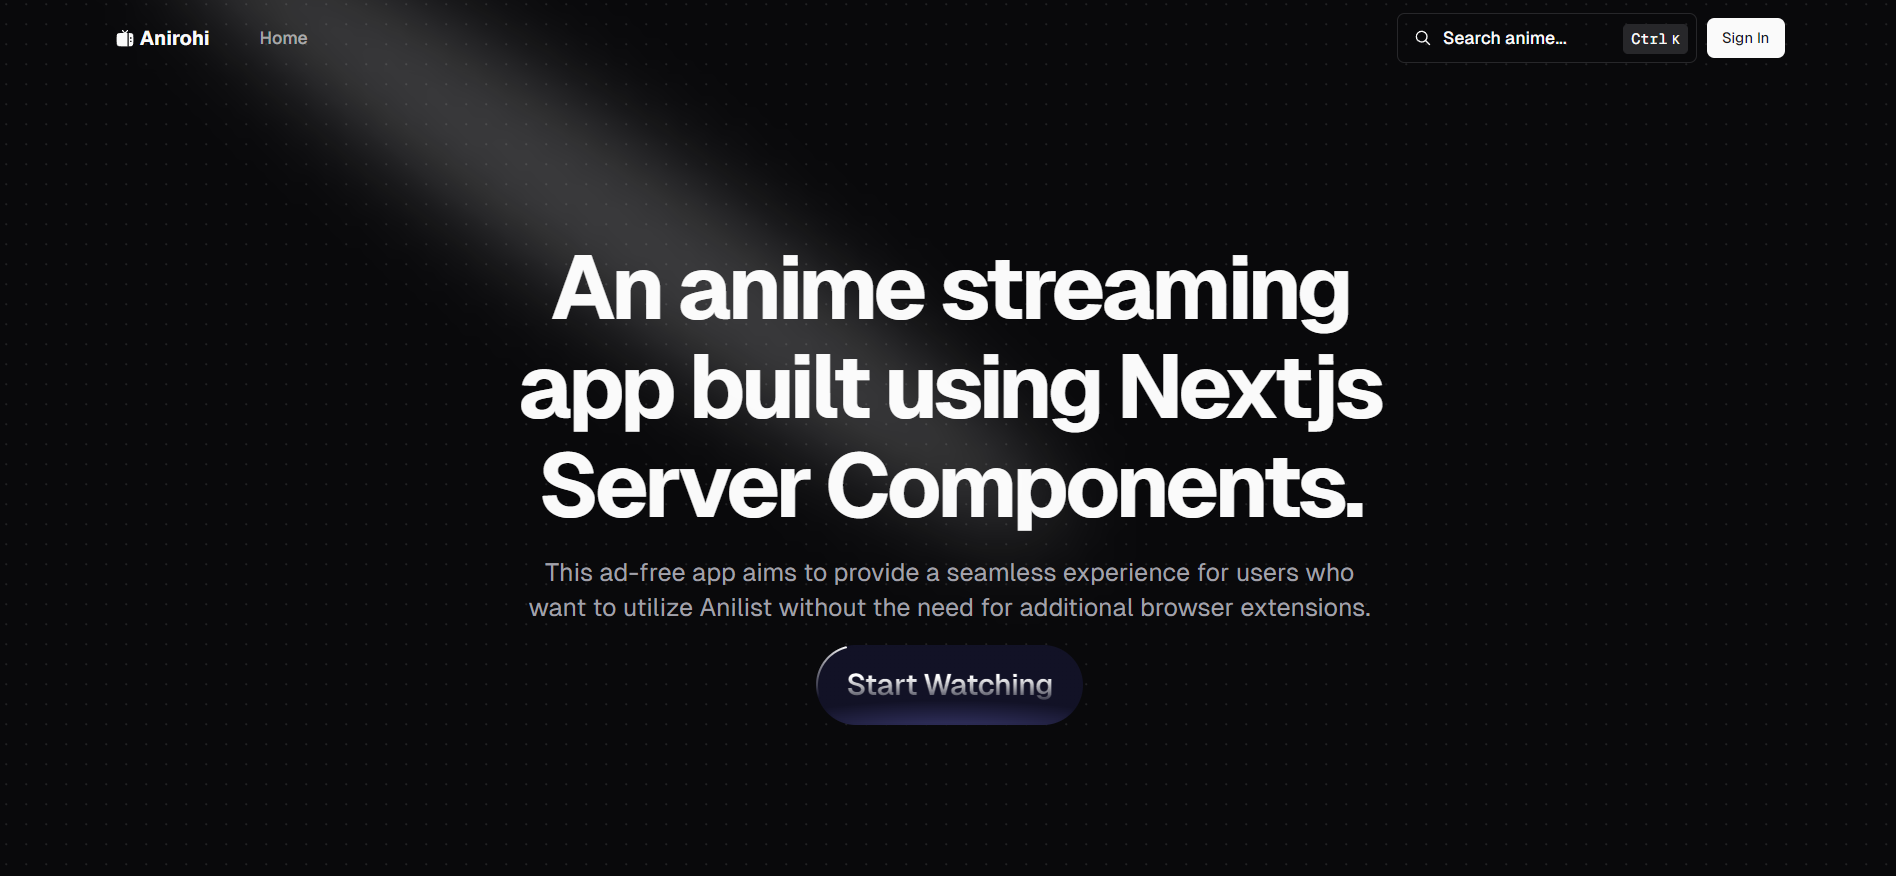 Anirohi
Home
Search anime...
Ctrl K
Sign In
An anime streaming
app built using Nextjs
Server Components.
This ad-free app aims to provide a seamless experience for users who
want to utilize Anilist without the need for additional browser extensions.
Start Watching